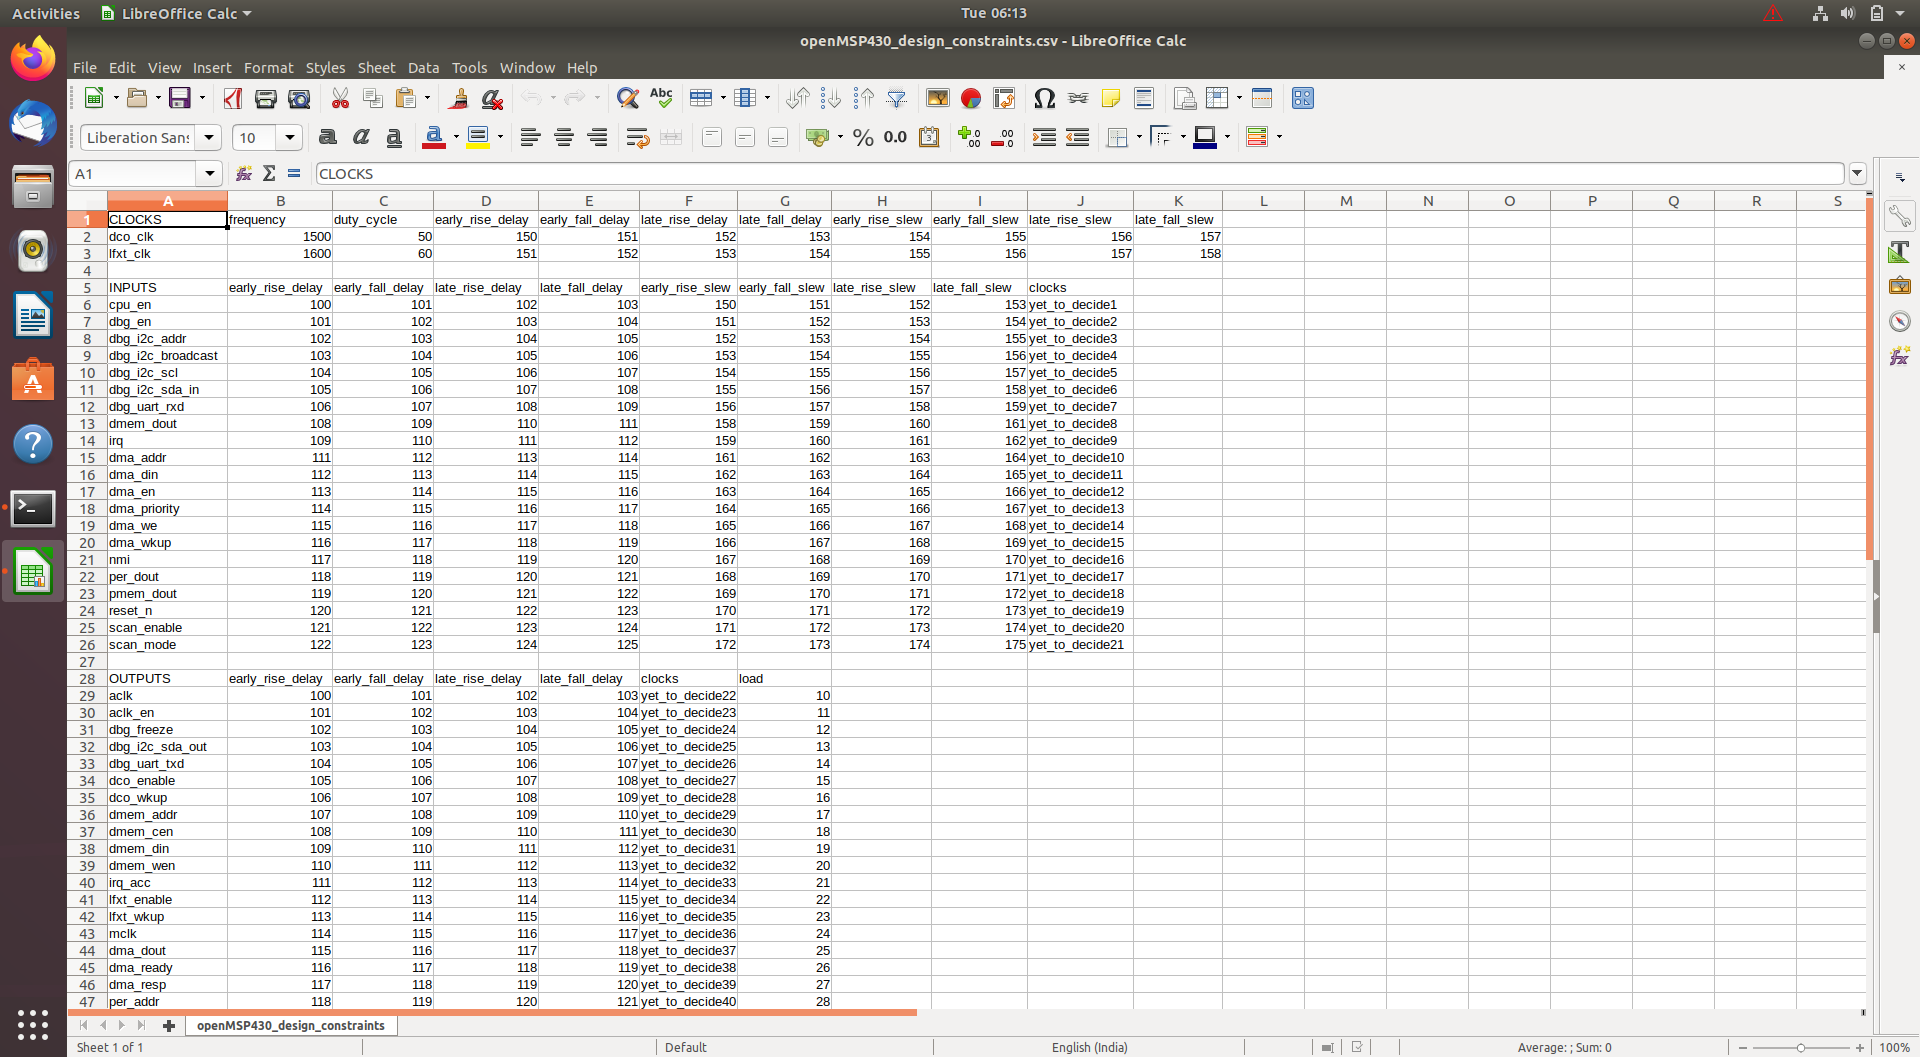 Activities LibreOffice Calc Tue 06:13
openMSP430_design_constraints.csv - LibreOffice Calc
File Edit View Insert Format Styles Sheet Data Tools Window Help
Liberation Sans 10
A1 CLOCKS
A B C D E F G H I J K L M N O P Q R S
1 CLOCKS frequency duty_cycle early_rise_delay early_fall_delay late_rise_delay late_fall_delay early_rise_slew early_fall_slew late_rise_slew late_fall_slew
2 dco_clk 1500 50 150 151 152 153 154 155 156 157
3 lfxt_clk 1600 60 151 152 153 154 155 156 157 158
4
5 INPUTS early_rise_delay early_fall_delay late_rise_delay late_fall_delay early_rise_slew early_fall_slew late_rise_slew late_fall_slew clocks
6 cpu_en 100 101 102 103 150 151 152 153 yet_to_decide1
7 dbg_en 101 102 103 104 151 152 153 154 yet_to_decide2
8 dbg_i2c_addr 102 103 104 105 152 153 154 155 yet_to_decide3
9 dbg_i2c_broadcast 103 104 105 106 153 154 155 156 yet_to_decide4
10 dbg_i2c_scl 104 105 106 107 154 155 156 157 yet_to_decide5
11 dbg_i2c_sda_in 105 106 107 108 155 156 157 158 yet_to_decide6
12 dbg_uart_rxd 106 107 108 109 156 157 158 159 yet_to_decide7
13 dmem_dout 108 109 110 111 158 159 160 161 yet_to_decide8
14 irq 109 110 111 112 159 160 161 162 yet_to_decide9
15 dma_addr 111 112 113 114 161 162 163 164 yet_to_decide10
16 dma_din 112 113 114 115 162 163 164 165 yet_to_decide11
17 dma_en 113 114 115 116 163 164 165 166 yet_to_decide12
18 dma_priority 114 115 116 117 164 165 166 167 yet_to_decide13
19 dma_we 115 116 117 118 165 166 167 168 yet_to_decide14
20 dma_wkup 116 117 118 119 166 167 168 169 yet_to_decide15
21 nmi 117 118 119 120 167 168 169 170 yet_to_decide16
22 per_dout 118 119 120 121 168 169 170 171 yet_to_decide17
23 pmem_dout 119 120 121 122 169 170 171 172 yet_to_decide18
24 reset_n 120 121 122 123 170 171 172 173 yet_to_decide19
25 scan_enable 121 122 123 124 171 172 173 174 yet_to_decide20
26 scan_mode 122 123 124 125 172 173 174 175 yet_to_decide21
27
28 OUTPUTS early_rise_delay early_fall_delay late_rise_delay late_fall_delay clocks load
29 aclk 100 101 102 103 yet_to_decide22 10
30 aclk_en 101 102 103 104 yet_to_decide23 11
31 dbg_freeze 102 103 104 105 yet_to_decide24 12
32 dbg_i2c_sda_out 103 104 105 106 yet_to_decide25 13
33 dbg_uart_txd 104 105 106 107 yet_to_decide26 14
34 dco_enable 105 106 107 108 yet_to_decide27 15
35 dco_wkup 106 107 108 109 yet_to_decide28 16
36 dmem_addr 107 108 109 110 yet_to_decide29 17
37 dmem_cen 108 109 110 111 yet_to_decide30 18
38 dmem_din 109 110 111 112 yet_to_decide31 19
39 dmem_wen 110 111 112 113 yet_to_decide32 20
40 irq_acc 111 112 113 114 yet_to_decide33 21
41 lfxt_enable 112 113 114 115 yet_to_decide34 22
42 lfxt_wkup 113 114 115 116 yet_to_decide35 23
43 mclk 114 115 116 117 yet_to_decide36 24
44 dma_dout 115 116 117 118 yet_to_decide37 25
45 dma_ready 116 117 118 119 yet_to_decide38 26
46 dma_resp 117 118 119 120 yet_to_decide39 27
47 per_addr 118 119 120 121 yet_to_decide40 28
openMSP430_design_constraints
Sheet 1 of 1 Default English (India) Average: ; Sum: 0 100%